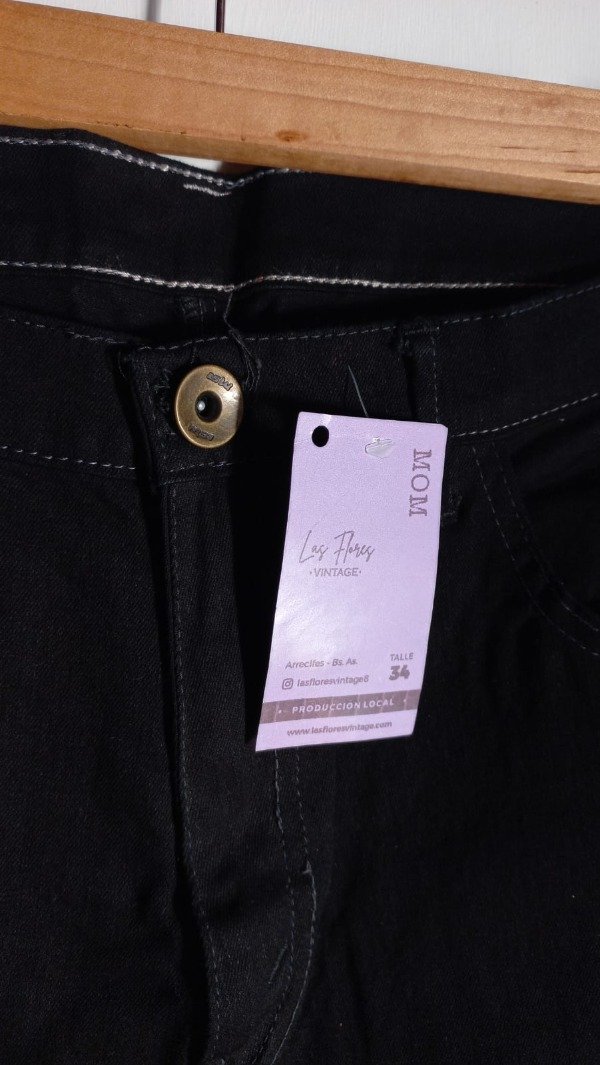 MOM
Las Flores
·VINTAGE·
Arrecifes - Bs. As.
TALLE
34
lasfloresvintage8
• PRODUCCION LOCAL •
www.lasfloresvintage.com